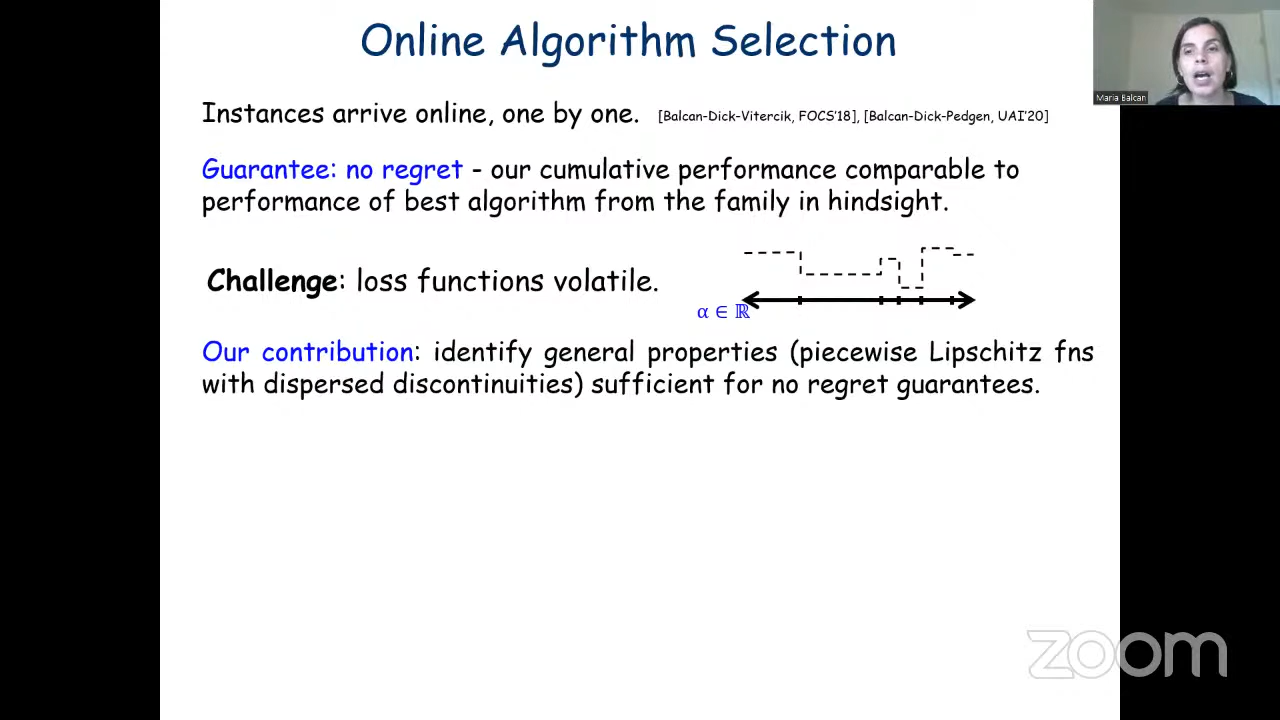 Online Algorithm Selection
Maria Balcan
Instances arrive online, one by one. [Balcan-Dick-Vitercik, FOCS'18], [Balcan-Dick-Pedgen, UAI'20]
Guarantee: no regret - our cumulative performance comparable to
performance of best algorithm from the family in hindsight.
Challenge: loss functions volatile.
α ∈ ℝ
Our contribution: identify general properties (piecewise Lipschitz fns
with dispersed discontinuities) sufficient for no regret guarantees.
zoom